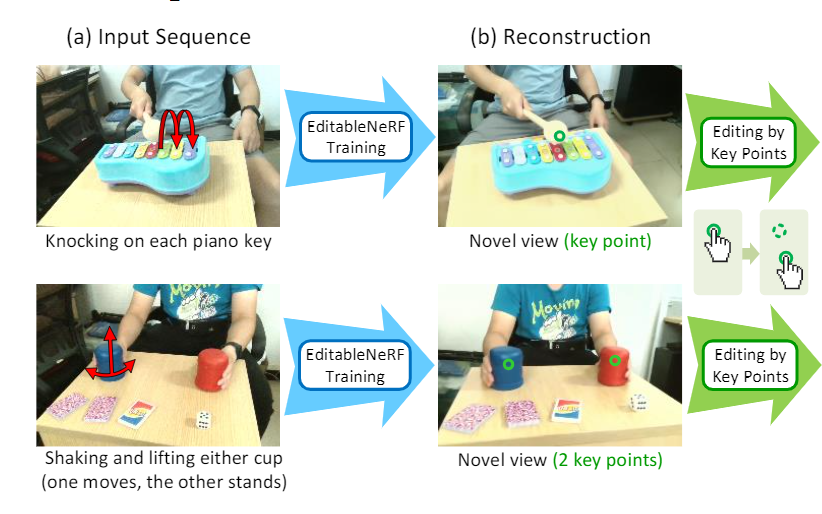 (a) Input Sequence
(b) Reconstruction
EditableNeRF
Training
Editing by
Key Points
Knocking on each piano key
Novel view (key point)
Moving
EditableNeRF
Training
Editing by
Key Points
Shaking and lifting either cup
(one moves, the other stands)
Novel view (2 key points)